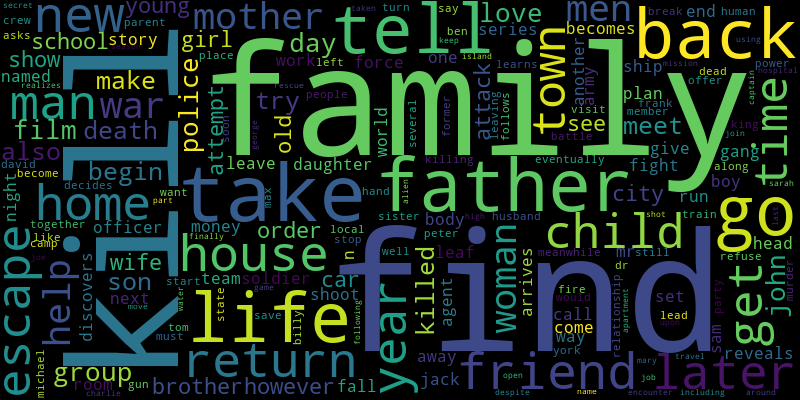 secret
crew
parent
new
young
mother
tell
turn
say
taken
ben
keep
love
series
men
becomes
break
end
human
using
back
asks
school
story
girl
day
place
show
named
realizes
work
left
force
one
island
learns
ship
power
mission
hospital
make
family
town
another
army
attack
leaving
former
follows
dead
offer
captain
plan
frank
visit
man
war
police
attempt
try
people
world
several
rescue
see
member
meet
time
film
death
soon
george
old
battle
king
join
also
david
become
begin
leave
daughter
killing
eventually
give
gang
along
boy
fight
sarah
kill
decides
want
part
take
max
hand
alien
father
city
run
home
night
together
like
camp
officer
money
finally
order
local
stop
sister
body
high
husband
peter
child
shot
train
go
last
head
wife
house
n
well
leaf
woman
meanwhile
mr
still
refuse
murder
escape
help
discovers
son
next
start
team
soldier
car
shoot
find
arrives
dr
relationship
get
john
joe
move
must
tom
water
life
state
game
save
billy
following
year
killed
agent
fire
would
call
come
way
york
set
apartment
lead
upon
party
sam
reveals
michael
group
room
charlie
gun
return
brother
however
fall
jack
away
open
despite
friend
name
mary
job
travel
encounter
later
including
around